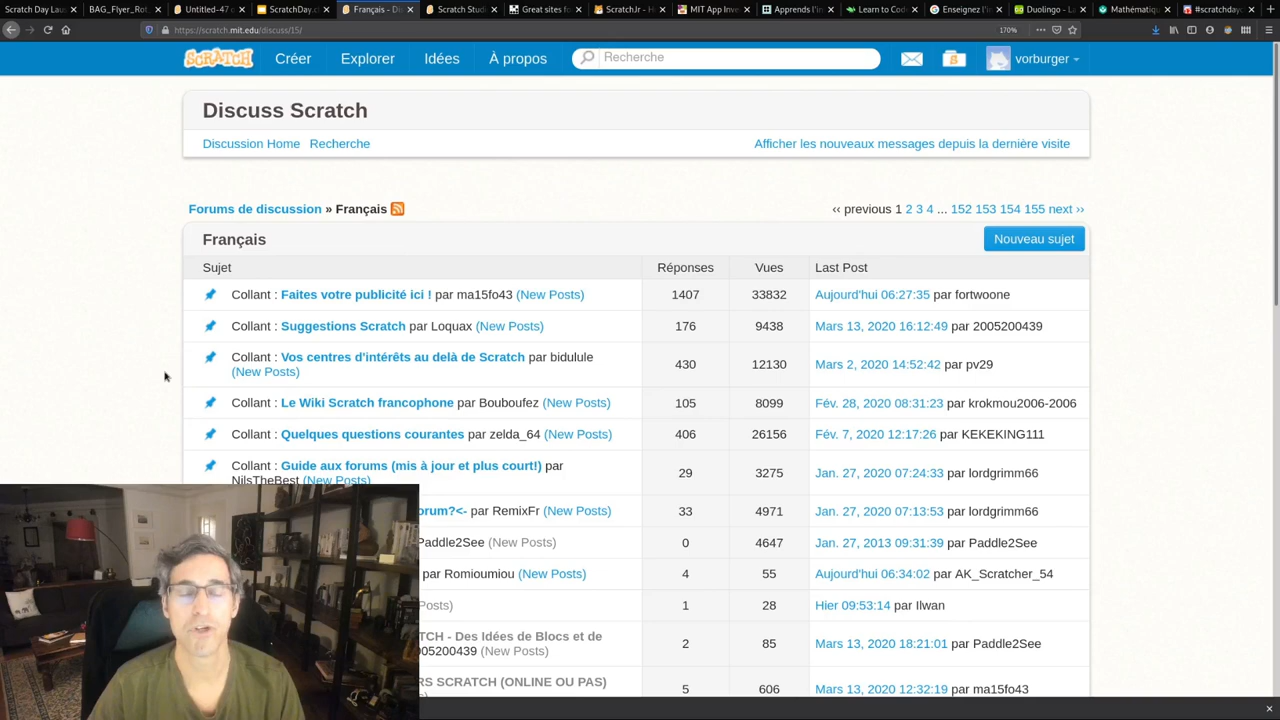 Scratch Day Lau
BAG_Flyer_Rot
Untitled-47 o
ScratchDay.c
Français - Di
Scratch Studi
Great sites fo
ScratchJr - H
MIT App Inve
Apprends l'in
Learn to Cod
Enseignez l'in
Duolingo - La
Mathématiqu
#scratchday
https://scratch.mit.edu/discuss/15/
170%
SCRATCH Créer Explorer Idées À propos Recherche vorburger
Discuss Scratch
Discussion Home Recherche Afficher les nouveaux messages depuis la dernière visite
Forums de discussion » Français ‹‹ previous 1 2 3 4 ... 152 153 154 155 next ››
Français Nouveau sujet
Sujet Réponses Vues Last Post
Collant : Faites votre publicité ici ! par ma15fo43 (New Posts) 1407 33832 Aujourd'hui 06:27:35 par fortwoone
Collant : Suggestions Scratch par Loquax (New Posts) 176 9438 Mars 13, 2020 16:12:49 par 2005200439
Collant : Vos centres d'intérêts au delà de Scratch par bidulule
(New Posts) 430 12130 Mars 2, 2020 14:52:42 par pv29
Collant : Le Wiki Scratch francophone par Bouboufez (New Posts) 105 8099 Fév. 28, 2020 08:31:23 par krokmou2006-2006
Collant : Quelques questions courantes par zelda_64 (New Posts) 406 26156 Fév. 7, 2020 12:17:26 par KEKEKING111
Collant : Guide aux forums (mis à jour et plus court!) par
NilsTheBest (New Posts) 29 3275 Jan. 27, 2020 07:24:33 par lordgrimm66
orum?<- par RemixFr (New Posts) 33 4971 Jan. 27, 2020 07:13:53 par lordgrimm66
Paddle2See (New Posts) 0 4647 Jan. 27, 2013 09:31:39 par Paddle2See
par Romioumiou (New Posts) 4 55 Aujourd'hui 06:34:02 par AK_Scratcher_54
Posts) 1 28 Hier 09:53:14 par Ilwan
TCH - Des Idées de Blocs et de
005200439 (New Posts) 2 85 Mars 13, 2020 18:21:01 par Paddle2See
RS SCRATCH (ONLINE OU PAS) 5 606 Mars 13, 2020 12:32:19 par ma15fo43